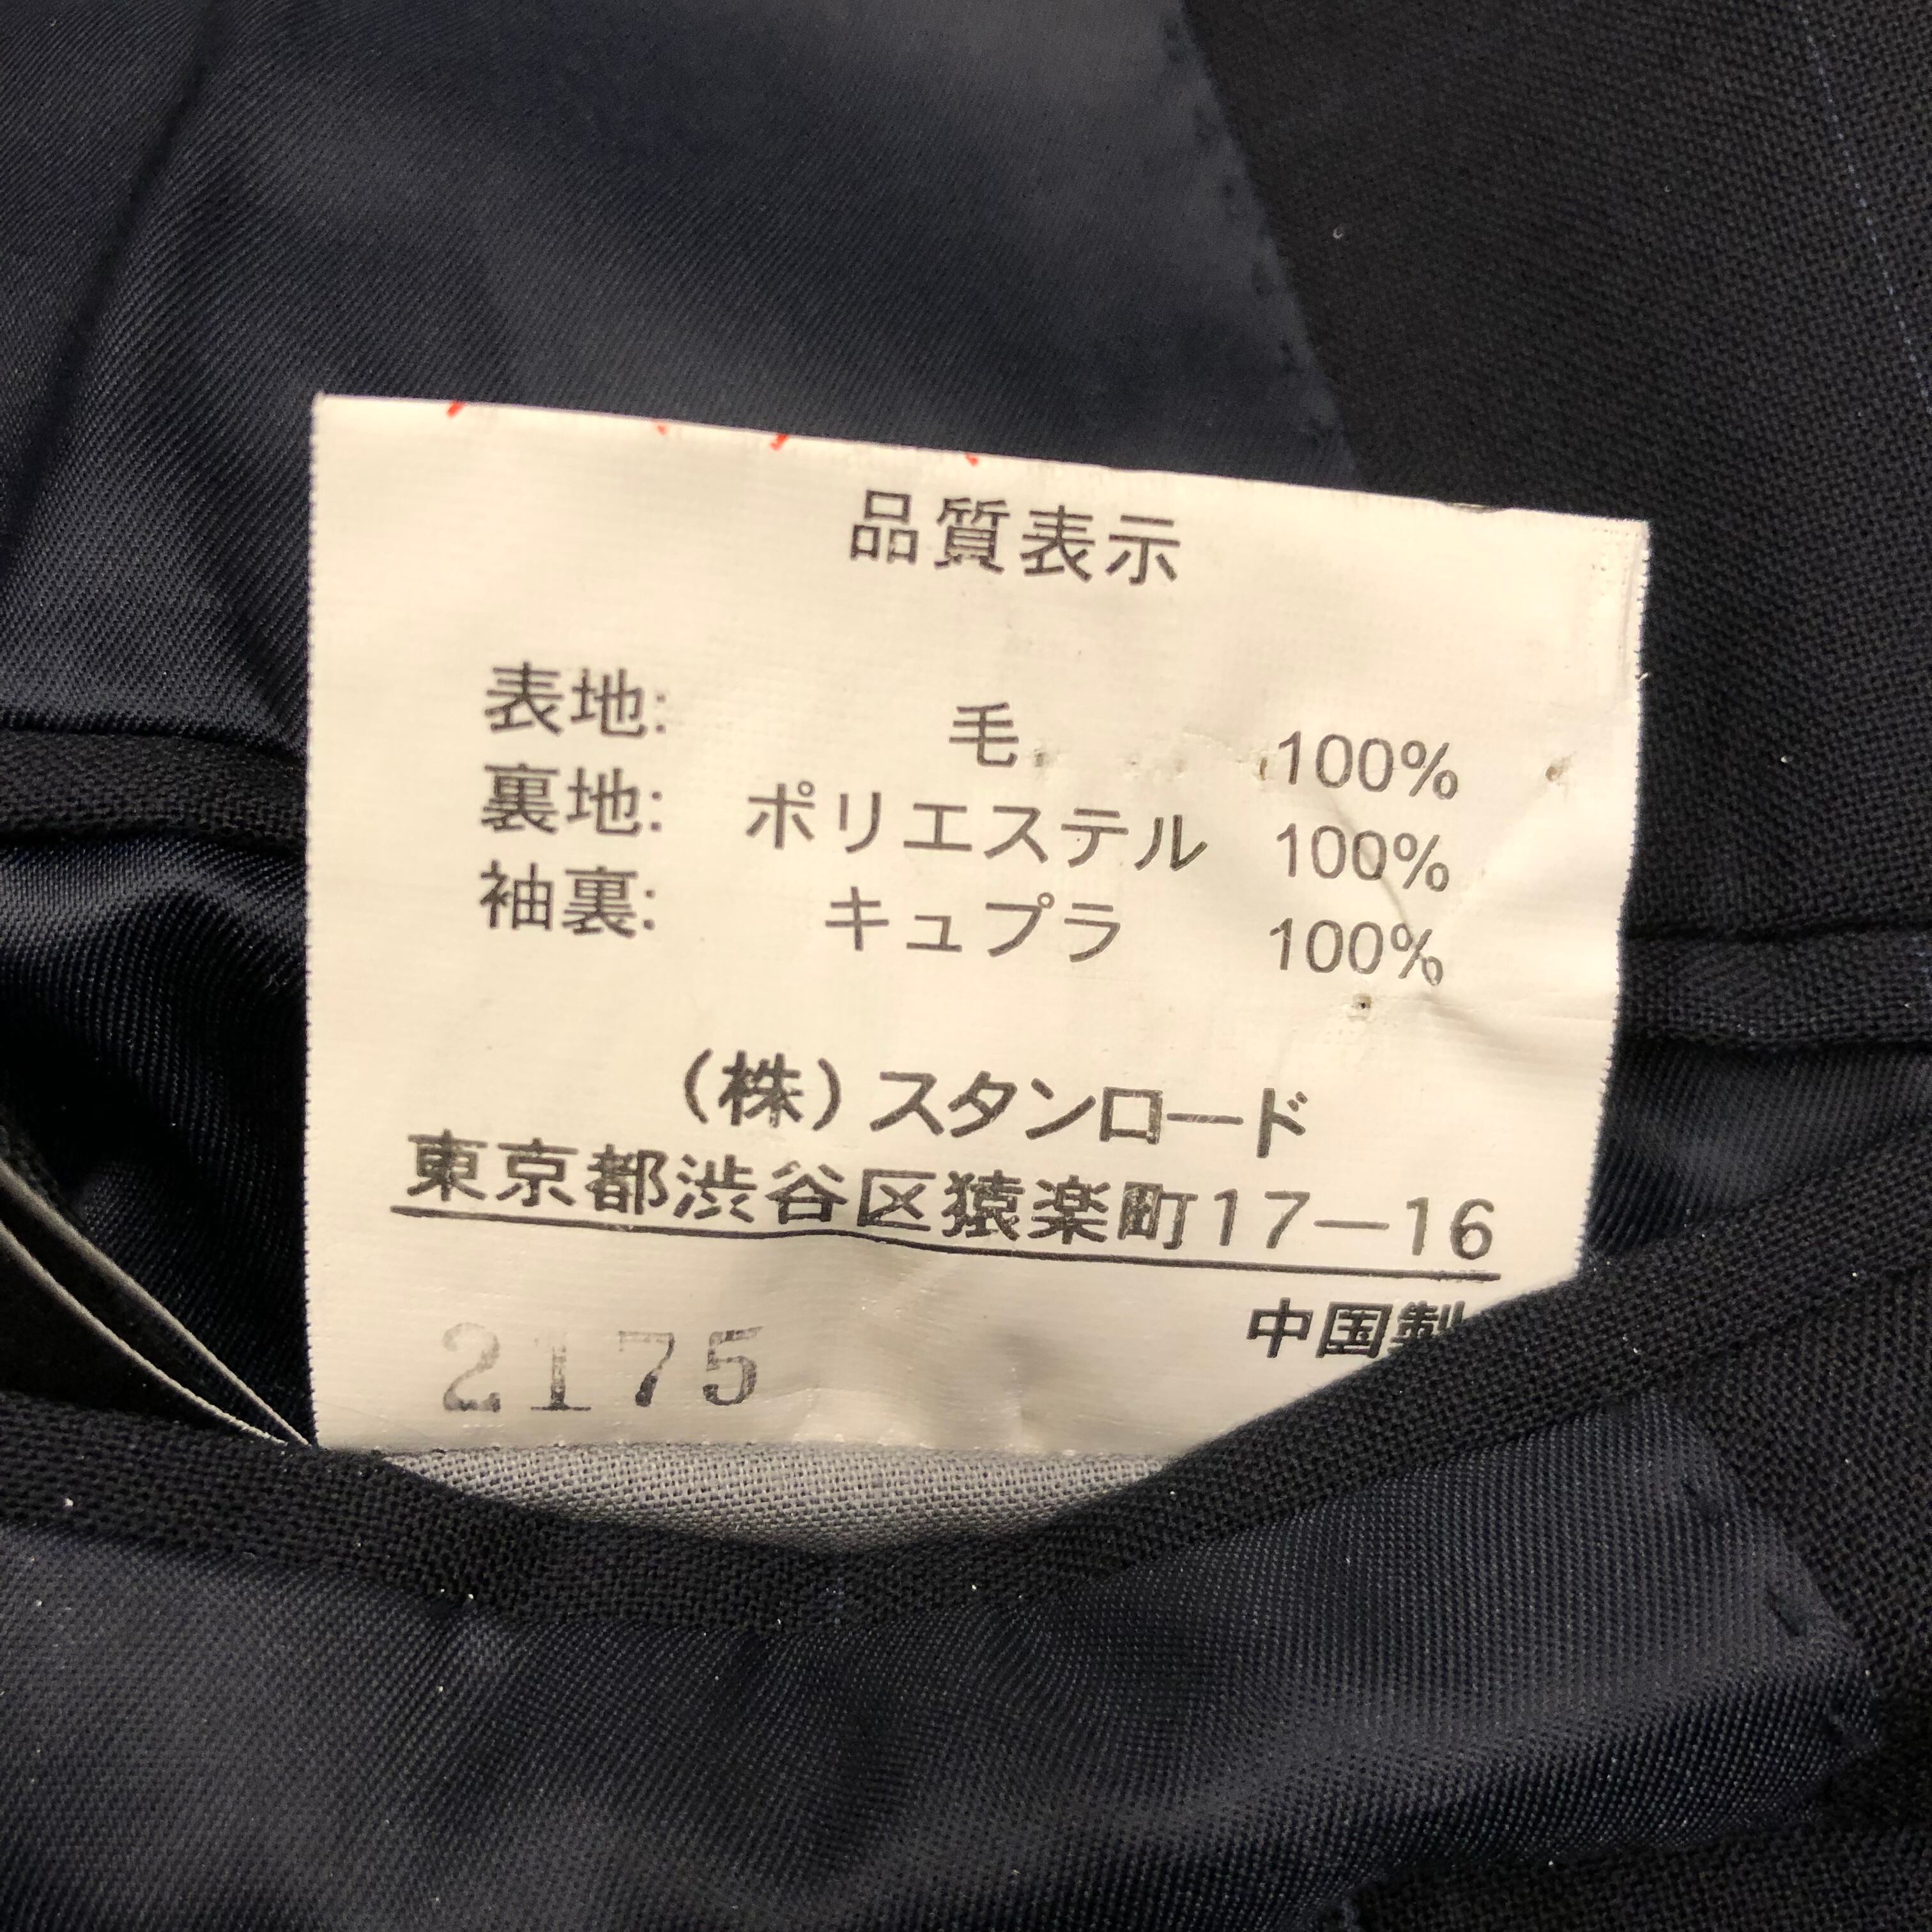 品質表示
表地: 毛 100%
裏地: ポリエステル 100%
袖裏: キュプラ 100%
(株)スタンロード
東京都渋谷区猿楽町17－16
中国製
2175